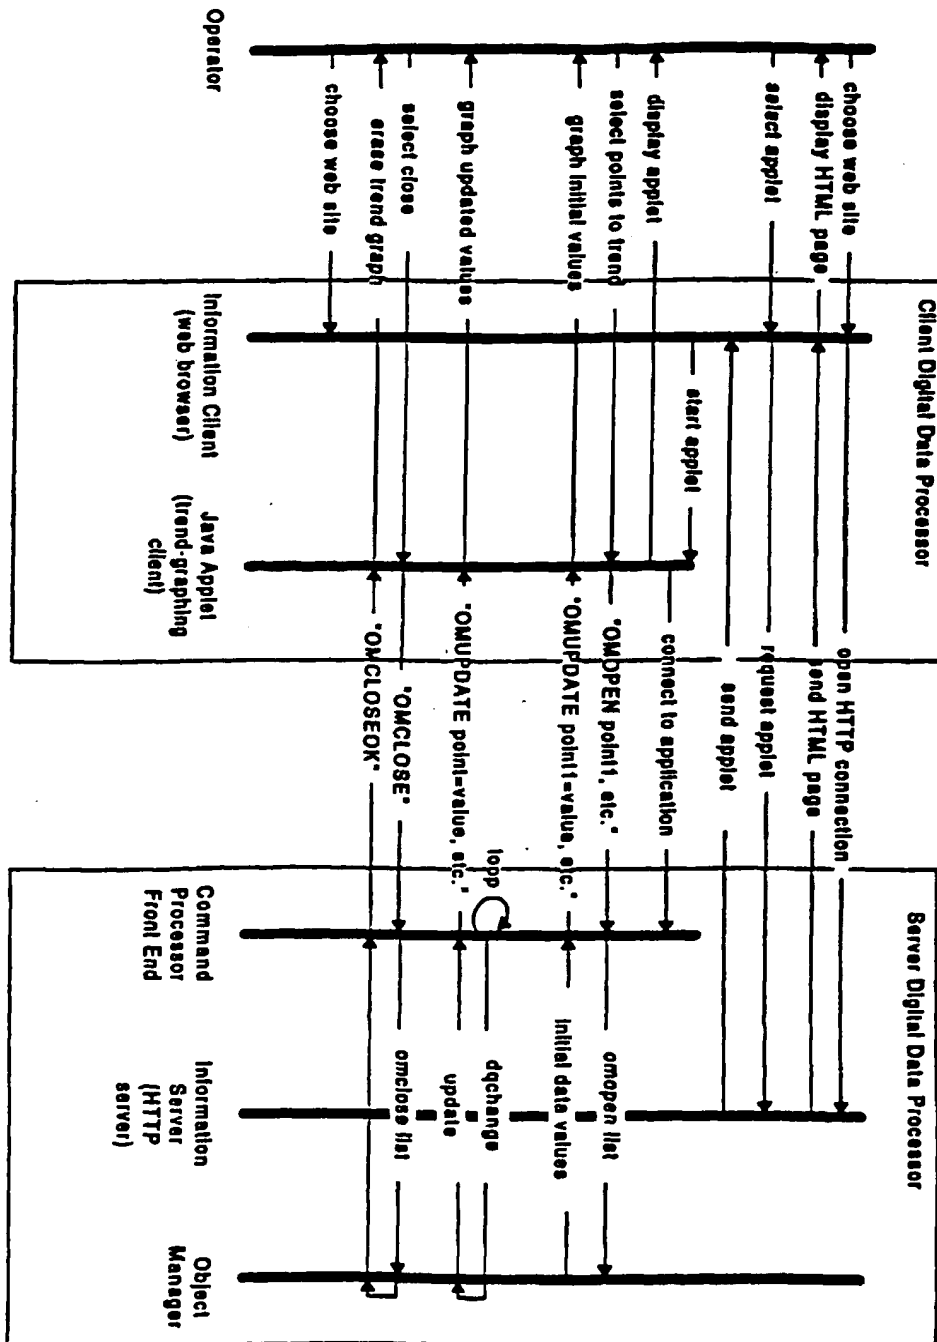 Client Digital Data Processor
Server Digital Data Processor
choose web site
open HTTP connection
display HTML page
send HTML page
select applet
request applet
send applet
start applet
connect to application
display applet
select points to trend
"OMOPEN point1, etc."
omopen list
graph initial values
"OMUPDATE point1=value, etc."
initial data values
loop
dqchange
graph updated values
"OMUPDATE point=value, etc."
update
select close
"OMCLOSE"
omclose list
erase trend graph
"OMCLOSEOK"
choose web site
Operator
Information Client
(web browser)
Java Applet
(trend-graphing
client)
Command
Processor
Front End
Information
Server
(HTTP
server)
Object
Manager